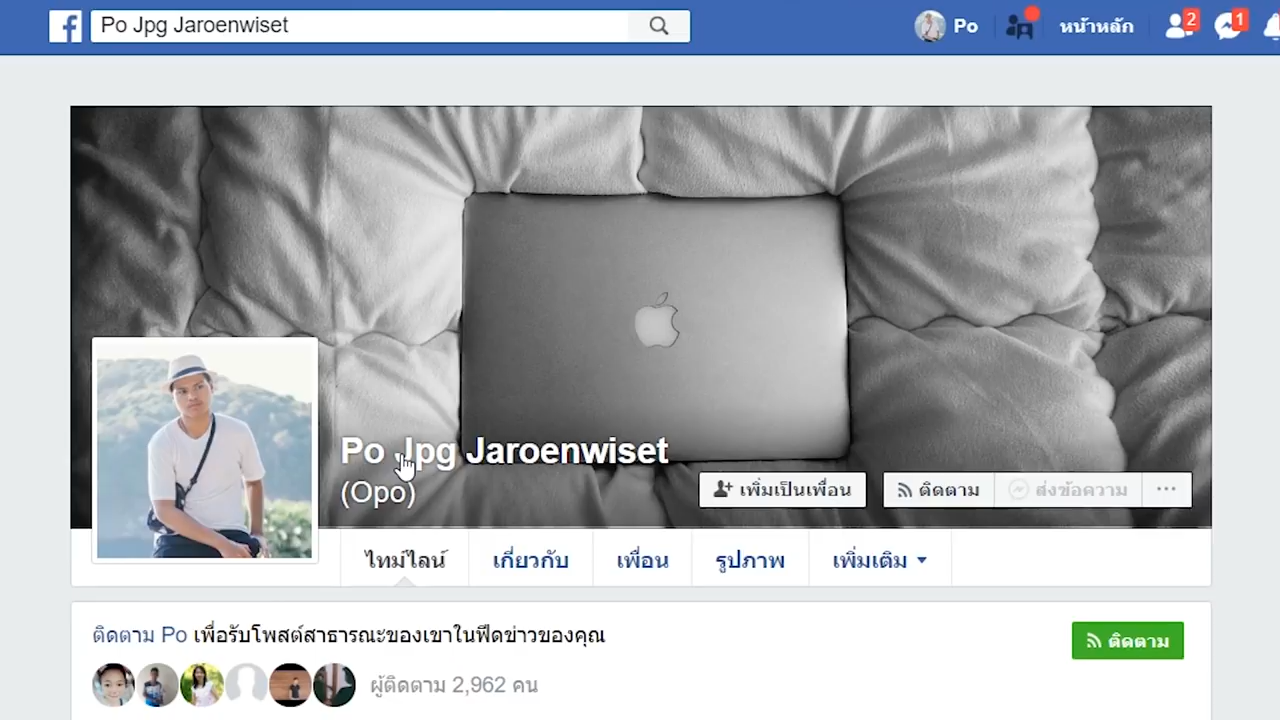 Po Jpg Jaroenwiset
Po
หน้าหลัก
2
1
Po Jpg Jaroenwiset
(Opo)
เพิ่มเป็นเพื่อน
ติดตาม
ส่งข้อความ
ไทม์ไลน์
เกี่ยวกับ
เพื่อน
รูปภาพ
เพิ่มเติม
ติดตาม Po เพื่อรับโพสต์สาธารณะของเขาในฟีดข่าวของคุณ
ติดตาม
ผู้ติดตาม 2,962 คน